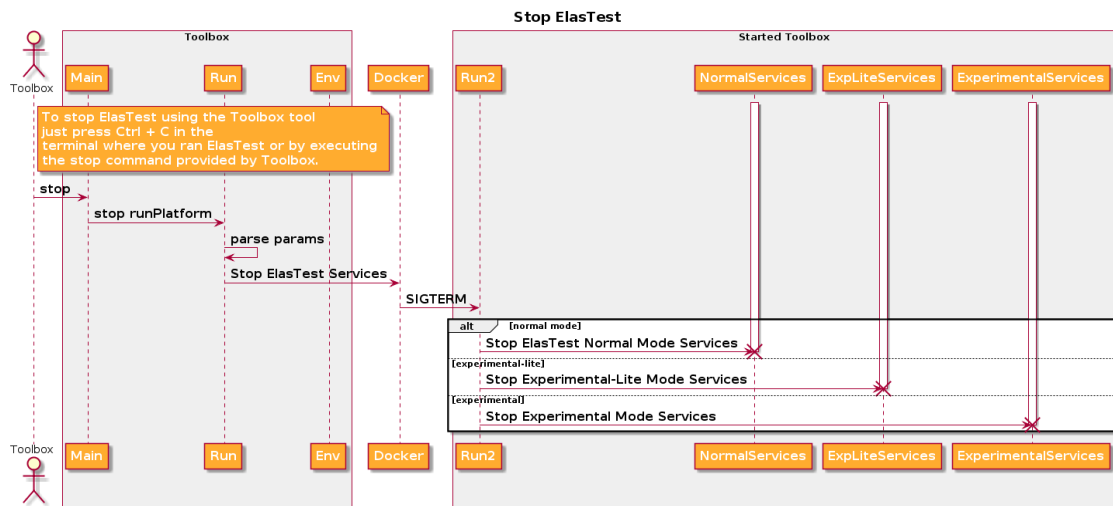 Stop ElasTest
Toolbox
Started Toolbox
Toolbox
Main
Run
Env
Docker
Run2
NormalServices
ExpLiteServices
ExperimentalServices
To stop ElasTest using the Toolbox tool
just press Ctrl + C in the
terminal where you ran ElasTest or by executing
the stop command provided by Toolbox.
stop
stop runPlatform
parse params
Stop ElasTest Services
SIGTERM
alt
[normal mode]
Stop ElasTest Normal Mode Services
[experimental-lite]
Stop Experimental-Lite Mode Services
[experimental]
Stop Experimental Mode Services
Toolbox
Main
Run
Env
Docker
Run2
NormalServices
ExpLiteServices
ExperimentalServices